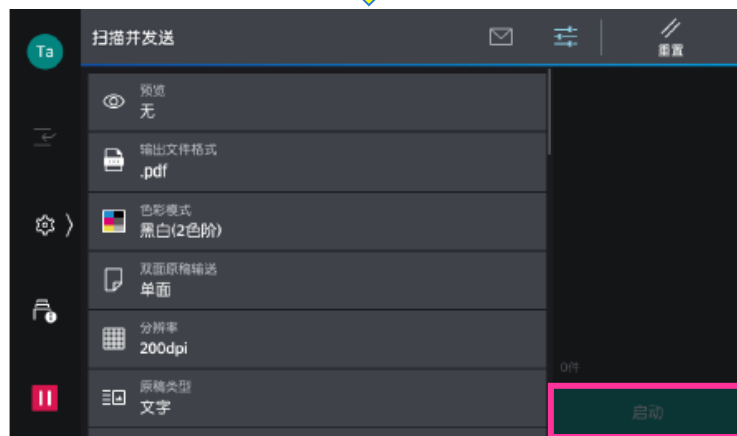 Ta
扫描并发送
重置
预览
无
输出文件格式
.pdf
色彩模式
黑白(2色阶)
双面原稿输送
单面
分辨率
200dpi
原稿类型
文字
0件
启动